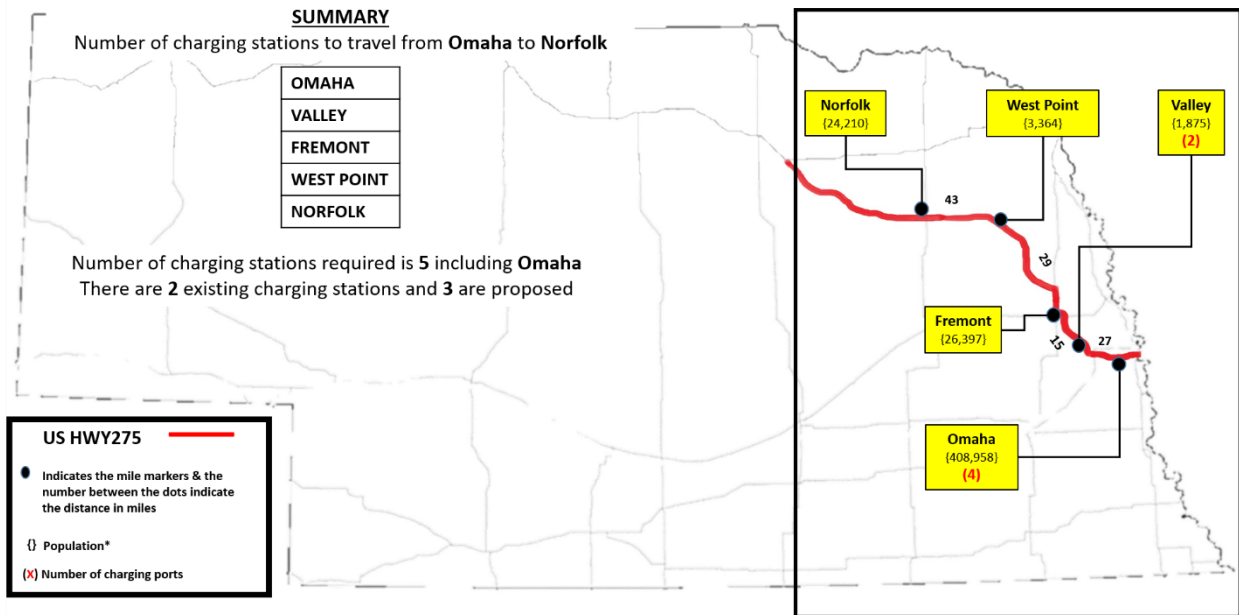 SUMMARY
Number of charging stations to travel from Omaha to Norfolk
OMAHA
VALLEY
FREMONT
WEST POINT
NORFOLK
Number of charging stations required is 5 including Omaha
There are 2 existing charging stations and 3 are proposed
Norfolk
{24,210}
West Point
{3,364}
Valley
{1,875}
(2)
43
29
Fremont
{26,397}
15
27
Omaha
{408,958}
(4)
US HWY275
Indicates the mile markers & the
number between the dots indicate
the distance in miles
{} Population*
(X) Number of charging ports